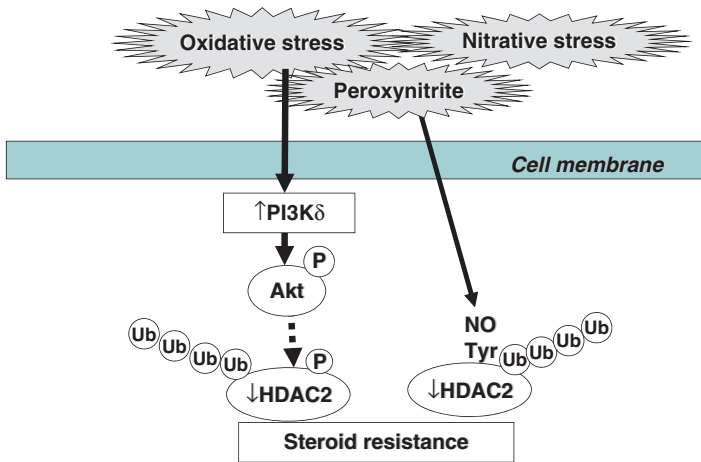 Oxidative stress
Nitrative stress
Peroxynitrite
Cell membrane
↑PI3Kδ
P
Akt
NO
Tyr
Ub Ub Ub Ub
P
↓HDAC2
Ub Ub Ub Ub
↓HDAC2
Steroid resistance